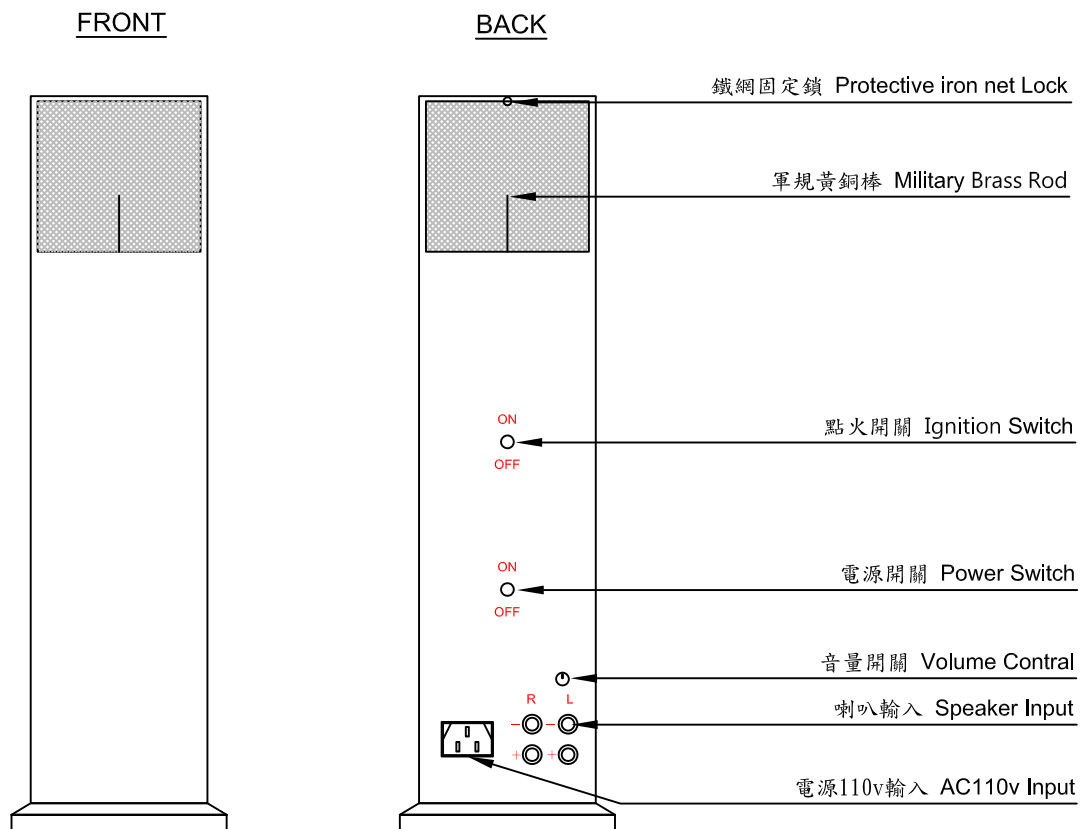 FRONT
BACK
鐵網固定鎖 Protective iron net Lock
軍規黃銅棒 Military Brass Rod
ON
點火開關 Ignition Switch
OFF
ON
電源開關 Power Switch
OFF
音量開關 Volume Contral
R L
喇叭輸入 Speaker Input
− −
+ +
電源110v輸入 AC110v Input